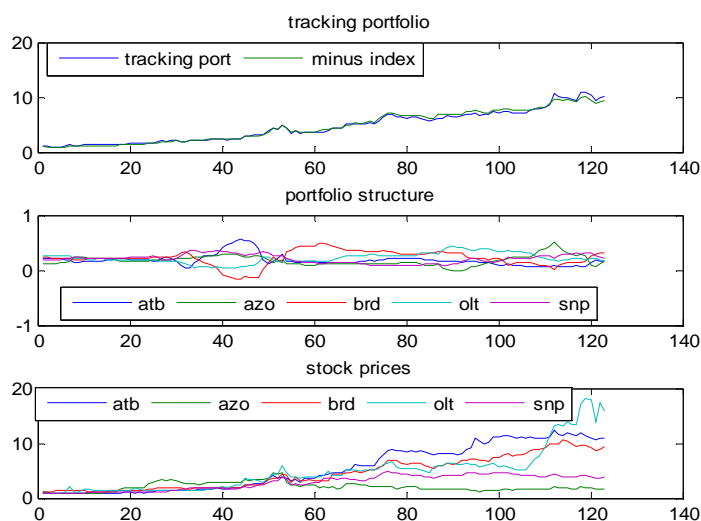 tracking portfolio
20
tracking port minus index
10
0
0 20 40 60 80 100 120 140
portfolio structure
1
0
atb azo brd olt snp
-1
0 20 40 60 80 100 120 140
stock prices
20
atb azo brd olt snp
10
0
0 20 40 60 80 100 120 140